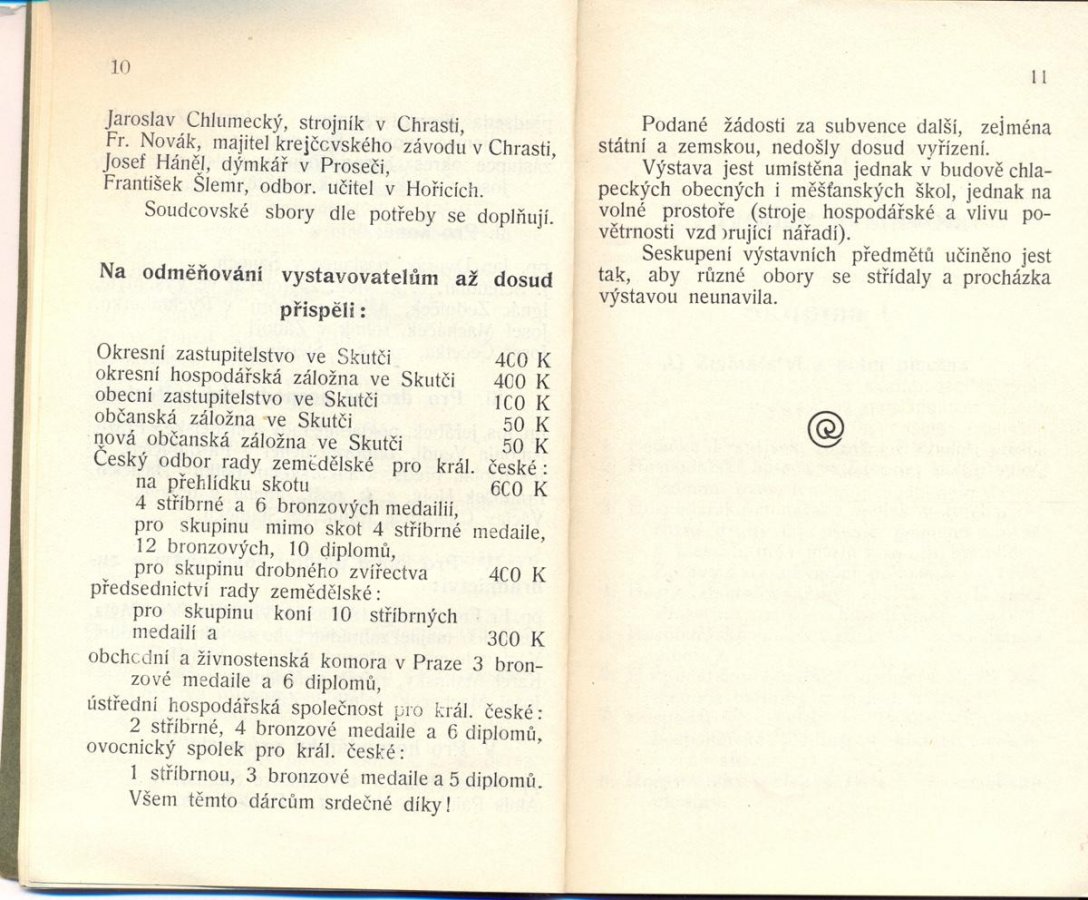 10
Jaroslav Chlumecký, strojník v Chrasti,
Fr. Novák, majitel krejčovského závodu v Chrasti,
Josef Háněl, dýmkář v Proseči,
František Šlemr, odbor. učitel v Hořicích.
Soudcovské sbory dle potřeby se doplňují.
Na odměňování vystavovatelům až dosud
přispěli:
Okresní zastupitelstvo ve Skutči 400 K
okresní hospodářská záložna ve Skutči 400 K
obecní zastupitelstvo ve Skutči 100 K
občanská záložna ve Skutči 50 K
nová občanská záložna ve Skutči 50 K
Český odbor rady zemědělské pro král. české:
na přehlídku skotu 600 K
4 stříbrné a 6 bronzových medailií,
pro skupinu mimo skot 4 stříbrné medaile,
12 bronzových, 10 diplomů,
pro skupinu drobného zvířectva 400 K
předsednictví rady zemědělské:
pro skupinu koní 10 stříbrných
medailí a 300 K
obchodní a živnostenská komora v Praze 3 bron-
zové medaile a 6 diplomů,
ústřední hospodářská společnost pro král. české:
2 stříbrné, 4 bronzové medaile a 6 diplomů,
ovocnický spolek pro král. české:
1 stříbrnou, 3 bronzové medaile a 5 diplomů.
Všem těmto dárcům srdečné díky!
11
Podané žádosti za subvence další, zejména
státní a zemskou, nedošly dosud vyřízení.
Výstava jest umístěna jednak v budově chla-
peckých obecných i měšťanských škol, jednak na
volné prostoře (stroje hospodářské a vlivu po-
větrnosti vzdorující nářadí).
Seskupení výstavních předmětů učiněno jest
tak, aby různé obory se střídaly a procházka
výstavou neunavila.